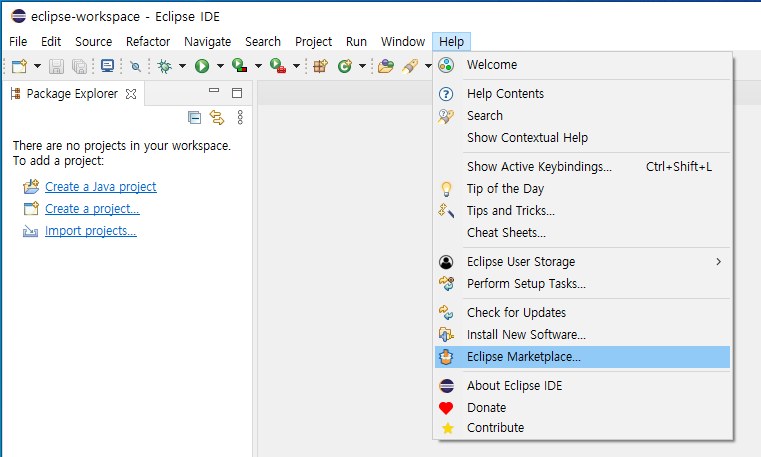 eclipse-workspace - Eclipse IDE
File Edit Source Refactor Navigate Search Project Run Window Help
Package Explorer
There are no projects in your workspace.
To add a project:
Create a Java project
Create a project...
Import projects...
Welcome
Help Contents
Search
Show Contextual Help
Show Active Keybindings... Ctrl+Shift+L
Tip of the Day
Tips and Tricks...
Cheat Sheets...
Eclipse User Storage
Perform Setup Tasks...
Check for Updates
Install New Software...
Eclipse Marketplace...
About Eclipse IDE
Donate
Contribute